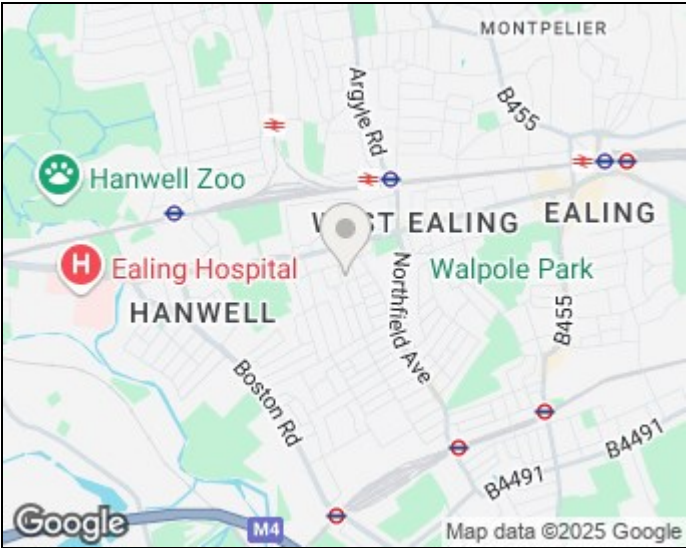 MONTPELIER
Argyle Rd
B455
Hanwell Zoo
WEST EALING
EALING
H
Ealing Hospital
Walpole Park
HANWELL
Northfield Ave
B455
Boston Rd
B4491
B4491
M4
Google
Map data ©2025 Google